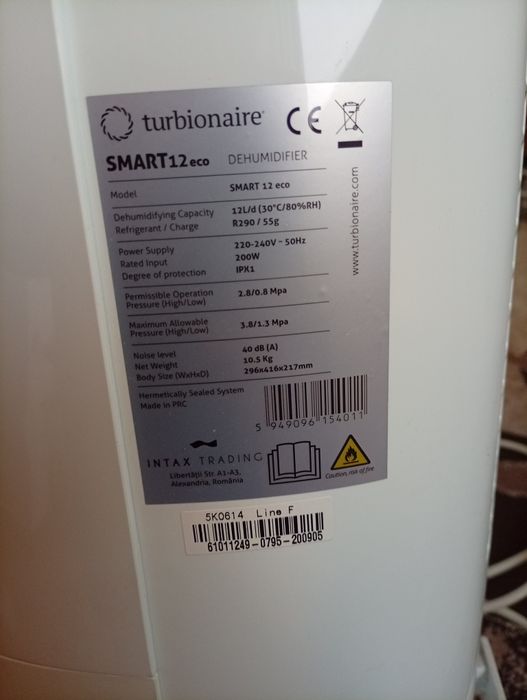 turbionaire
CE
SMART12 eco DEHUMIDIFIER
Model SMART 12 eco
Dehumidifying Capacity 12L/d (30°C/80%RH)
Refrigerant / Charge R290 / 55g
Power Supply 220-240V ~ 50Hz
Rated Input 200W
Degree of protection IPX1
Permissible Operation
Pressure (High/Low) 2.8/0.8 Mpa
Maximum Allowable
Pressure (High/Low) 3.8/1.3 Mpa
Noise level 40 dB (A)
Net Weight 10.5 Kg
Body Size (WxHxD) 296x416x217mm
Hermetically Sealed System
Made in PRC
www.turbionaire.com
5 949096 154011
INTAX TRADING
Libertății Str. A1-A3,
Alexandria, România
Caution, risk of fire
5K0614 Line F
61011249-0795-200905